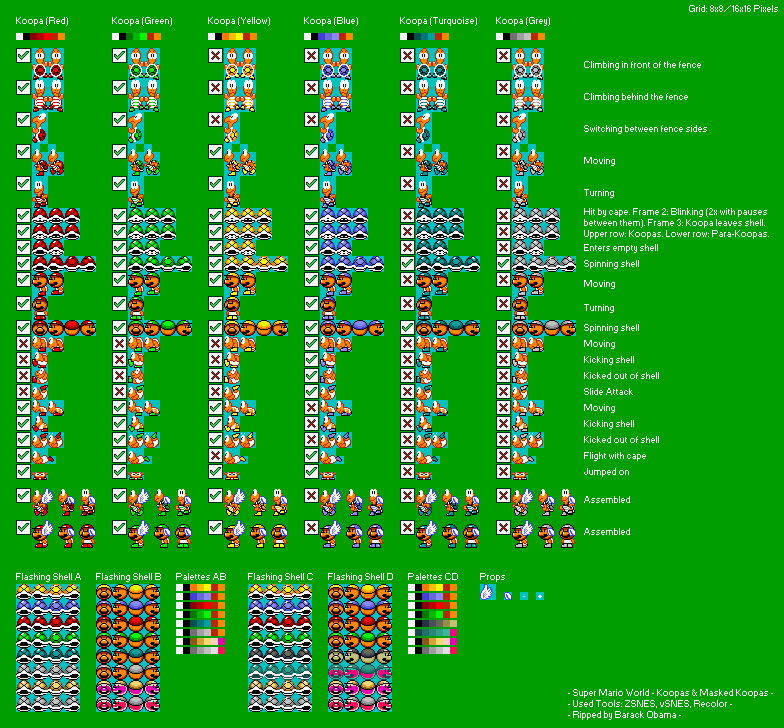 Grid: 8x8/16x16 Pixels
Koopa (Red)
Koopa (Green)
Koopa (Yellow)
Koopa (Blue)
Koopa (Turquoise)
Koopa (Grey)
Climbing in front of the fence
Climbing behind the fence
Switching between fence sides
Moving
Turning
Hit by cape. Frame 2: Blinking (2x with pauses
between them). Frame 3: Koopa leaves shell.
Upper row: Koopas. Lower row: Para-Koopas.
Enters empty shell
Spinning shell
Moving
Turning
Spinning shell
Moving
Kicking shell
Kicked out of shell
Slide Attack
Moving
Kicking shell
Kicked out of shell
Flight with cape
Jumped on
Assembled
Assembled
Flashing Shell A
Flashing Shell B
Palettes AB
Flashing Shell C
Flashing Shell D
Palettes CD
Props
- Super Mario World - Koopas & Masked Koopas -
- Used Tools: ZSNES, vSNES, Recolor -
- Ripped by Barack Obama -